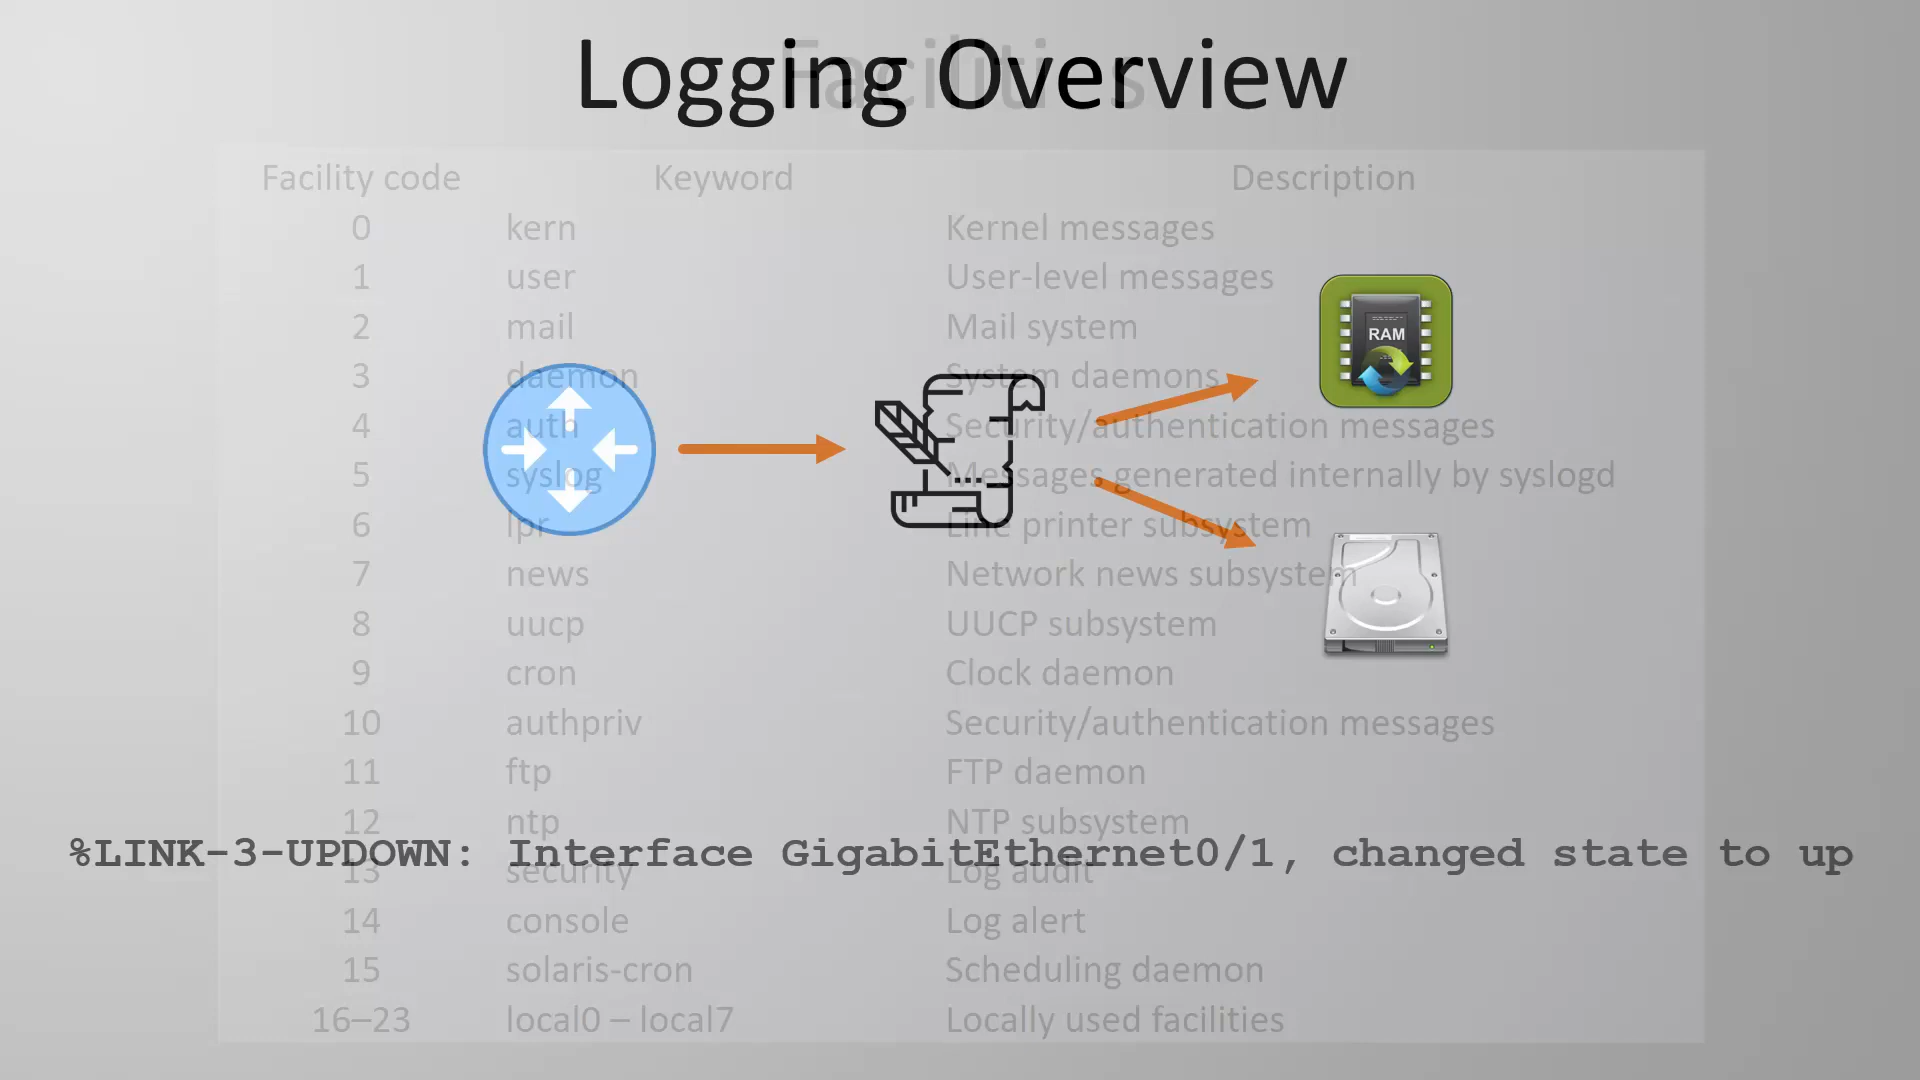 Logging Overview
Facilities
Facility code Keyword Description
0 kern Kernel messages
1 user User-level messages
2 mail Mail system
3 daemon System daemons
4 auth Security/authentication messages
5 syslog Messages generated internally by syslogd
6 lpr Line printer subsystem
7 news Network news subsystem
8 uucp UUCP subsystem
9 cron Clock daemon
10 authpriv Security/authentication messages
11 ftp FTP daemon
12 ntp NTP subsystem
%LINK-3-UPDOWN: Interface GigabitEthernet0/1, changed state to up
13 security Log audit
14 console Log alert
15 solaris-cron Scheduling daemon
16–23 local0 – local7 Locally used facilities
RAM